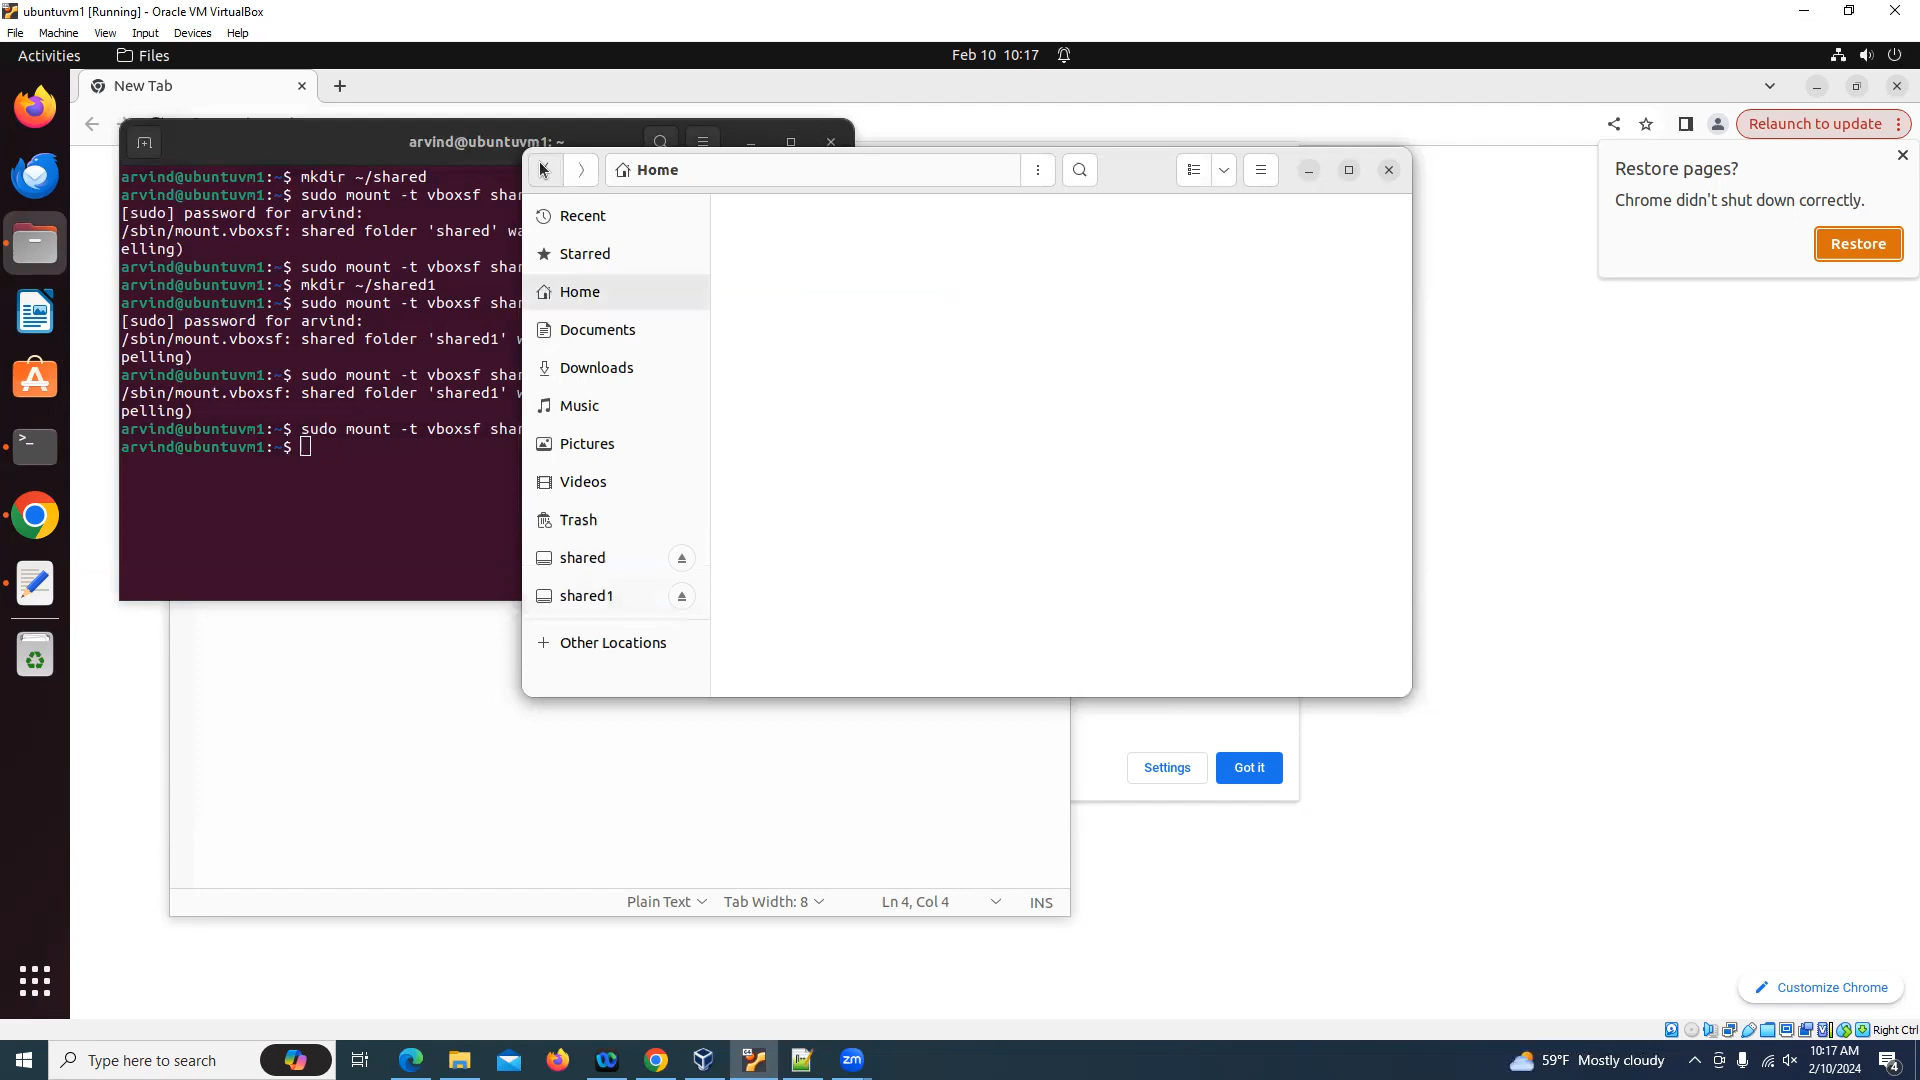 ubuntuvm1 [Running] - Oracle VM VirtualBox
File Machine View Input Devices Help
Activities Files Feb 10 10:17
New Tab
Relaunch to update
arvind@ubuntuvm1: ~
Home
arvind@ubuntuvm1:~$ mkdir ~/shared
arvind@ubuntuvm1:~$ sudo mount -t vboxsf shar
[sudo] password for arvind:
/sbin/mount.vboxsf: shared folder 'shared' wa
elling)
arvind@ubuntuvm1:~$ sudo mount -t vboxsf shar
arvind@ubuntuvm1:~$ mkdir ~/shared1
arvind@ubuntuvm1:~$ sudo mount -t vboxsf shar
[sudo] password for arvind:
/sbin/mount.vboxsf: shared folder 'shared1' w
pelling)
arvind@ubuntuvm1:~$ sudo mount -t vboxsf shar
/sbin/mount.vboxsf: shared folder 'shared1' w
pelling)
arvind@ubuntuvm1:~$ sudo mount -t vboxsf shar
arvind@ubuntuvm1:~$
Recent
Starred
Home
Documents
Downloads
Music
Pictures
Videos
Trash
shared
shared1
Other Locations
Restore pages?
Chrome didn't shut down correctly.
Restore
Settings Got it
Plain Text Tab Width: 8 Ln 4, Col 4 INS
Customize Chrome
Right Ctrl
Type here to search
59°F Mostly cloudy
10:17 AM
2/10/2024
4